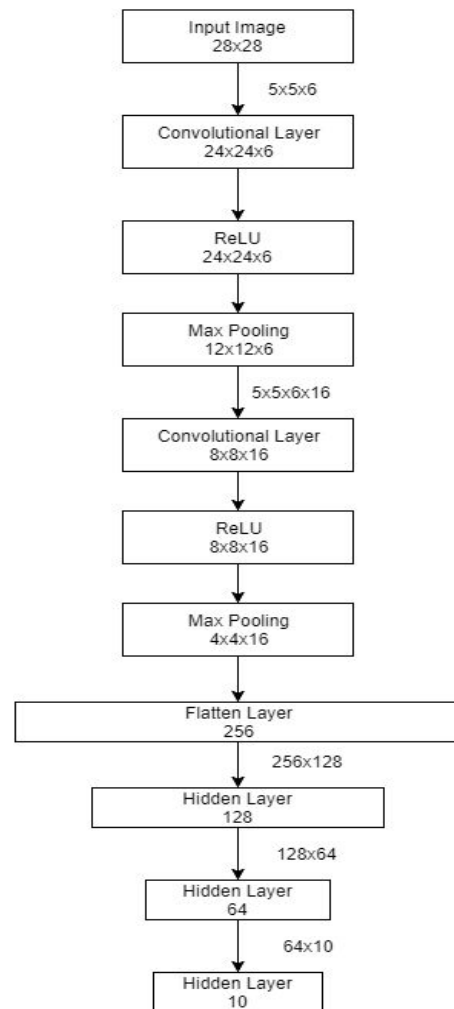 Input Image
28x28
5x5x6
Convolutional Layer
24x24x6
ReLU
24x24x6
Max Pooling
12x12x6
5x5x6x16
Convolutional Layer
8x8x16
ReLU
8x8x16
Max Pooling
4x4x16
Flatten Layer
256
256x128
Hidden Layer
128
128x64
Hidden Layer
64
64x10
Hidden Layer
10